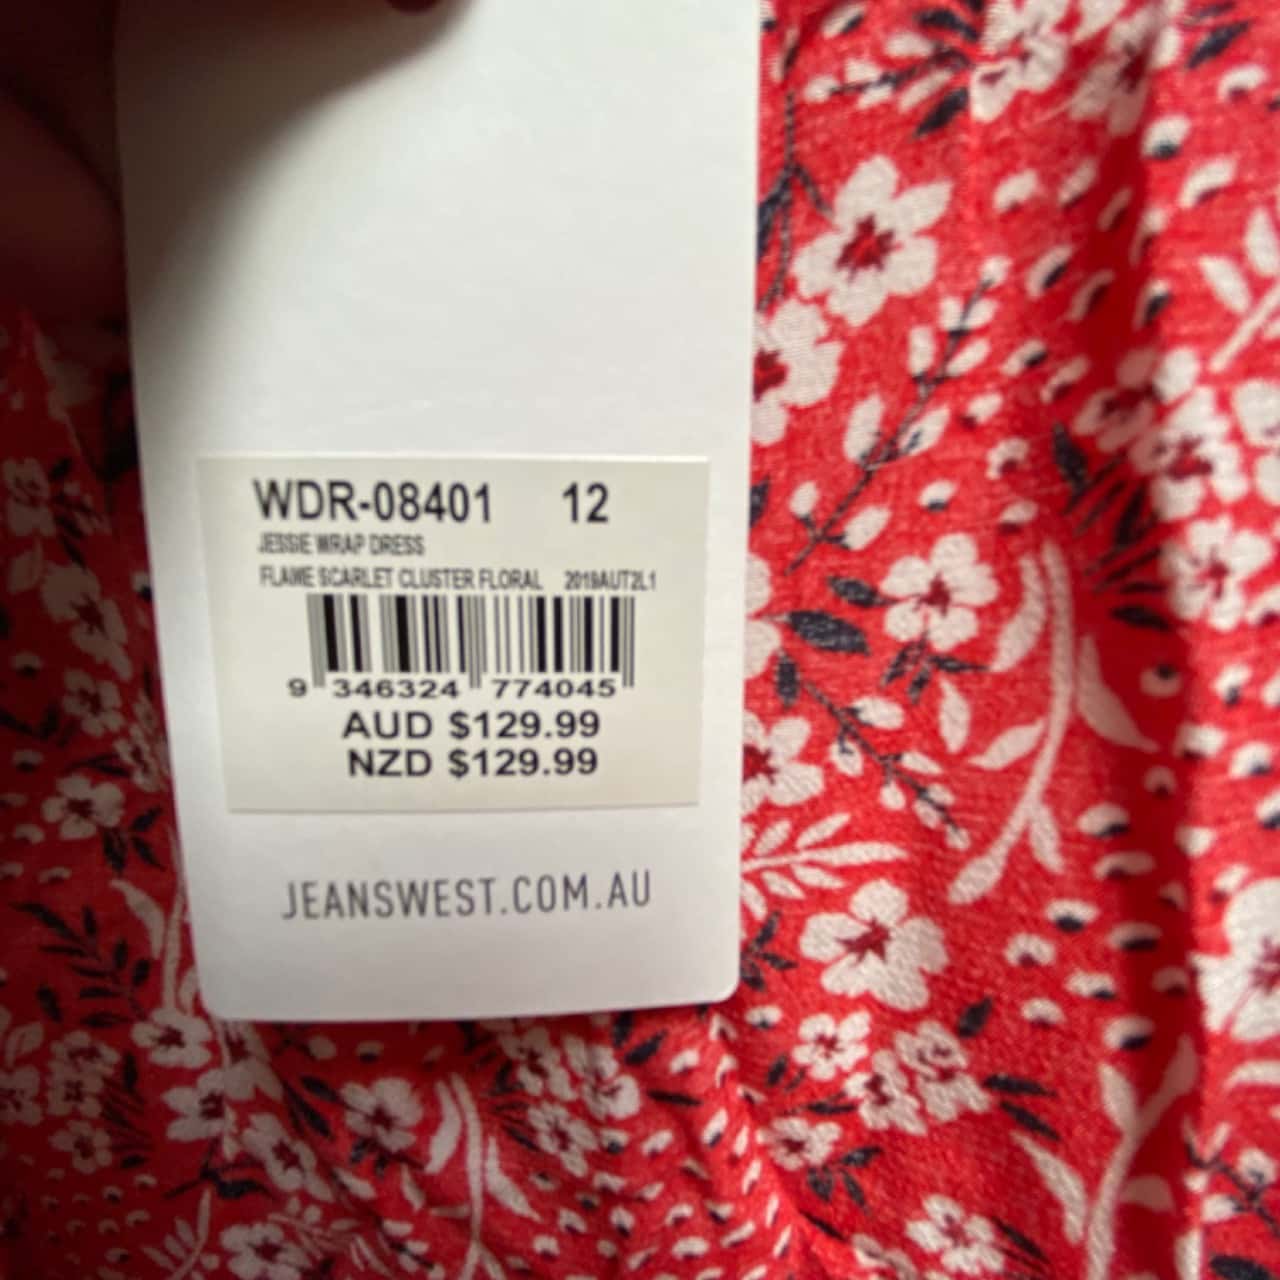 WDR-08401 12
JESSIE WRAP DRESS
FLAME SCARLET CLUSTER FLORAL 2019AUT2L1
9 346324 774045
AUD $129.99
NZD $129.99
JEANSWEST.COM.AU